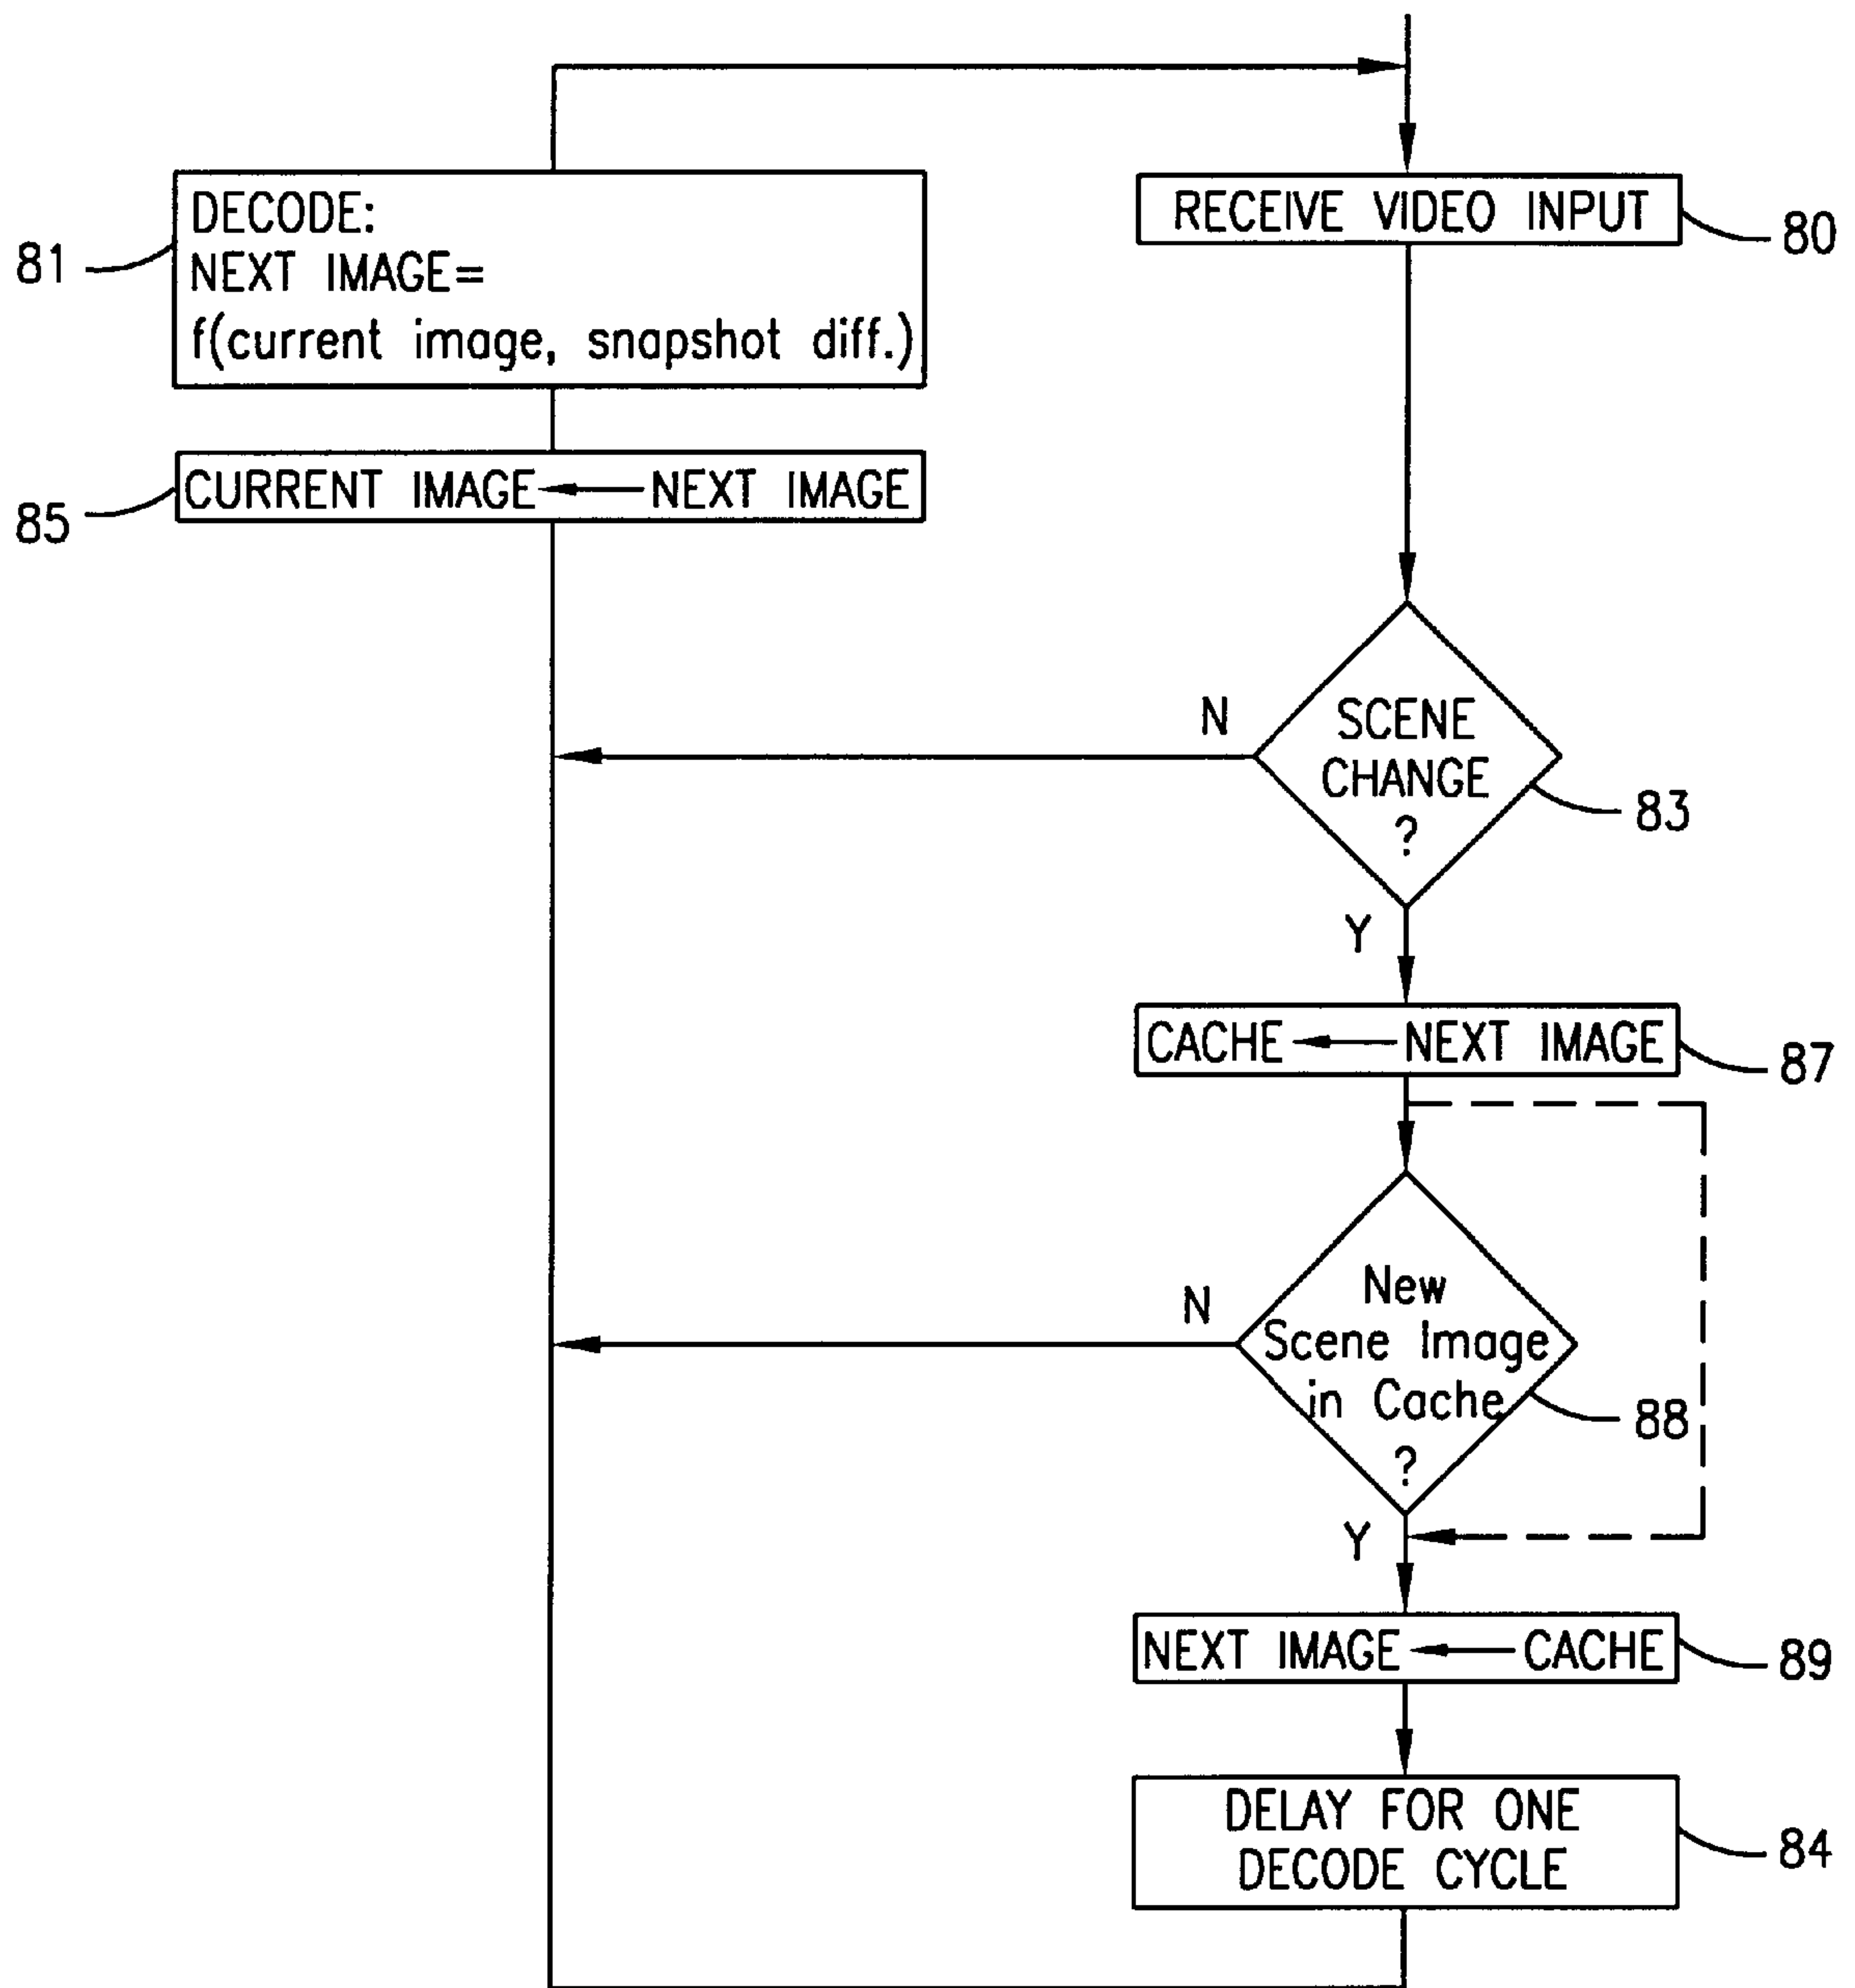 DECODE:
NEXT IMAGE=
f(current image, snapshot diff.)
81
RECEIVE VIDEO INPUT
80
CURRENT IMAGE ← NEXT IMAGE
85
SCENE
CHANGE
?
N
83
Y
CACHE ← NEXT IMAGE
87
New
Scene Image
in Cache
?
N
88
Y
NEXT IMAGE ← CACHE
89
DELAY FOR ONE
DECODE CYCLE
84